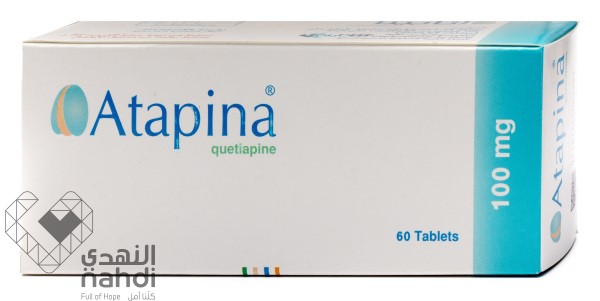 Atapina®
quetiapine
100 mg
60 Tablets
Atapina®
النهدي
nahdi
Full of Hope كلنا أمل